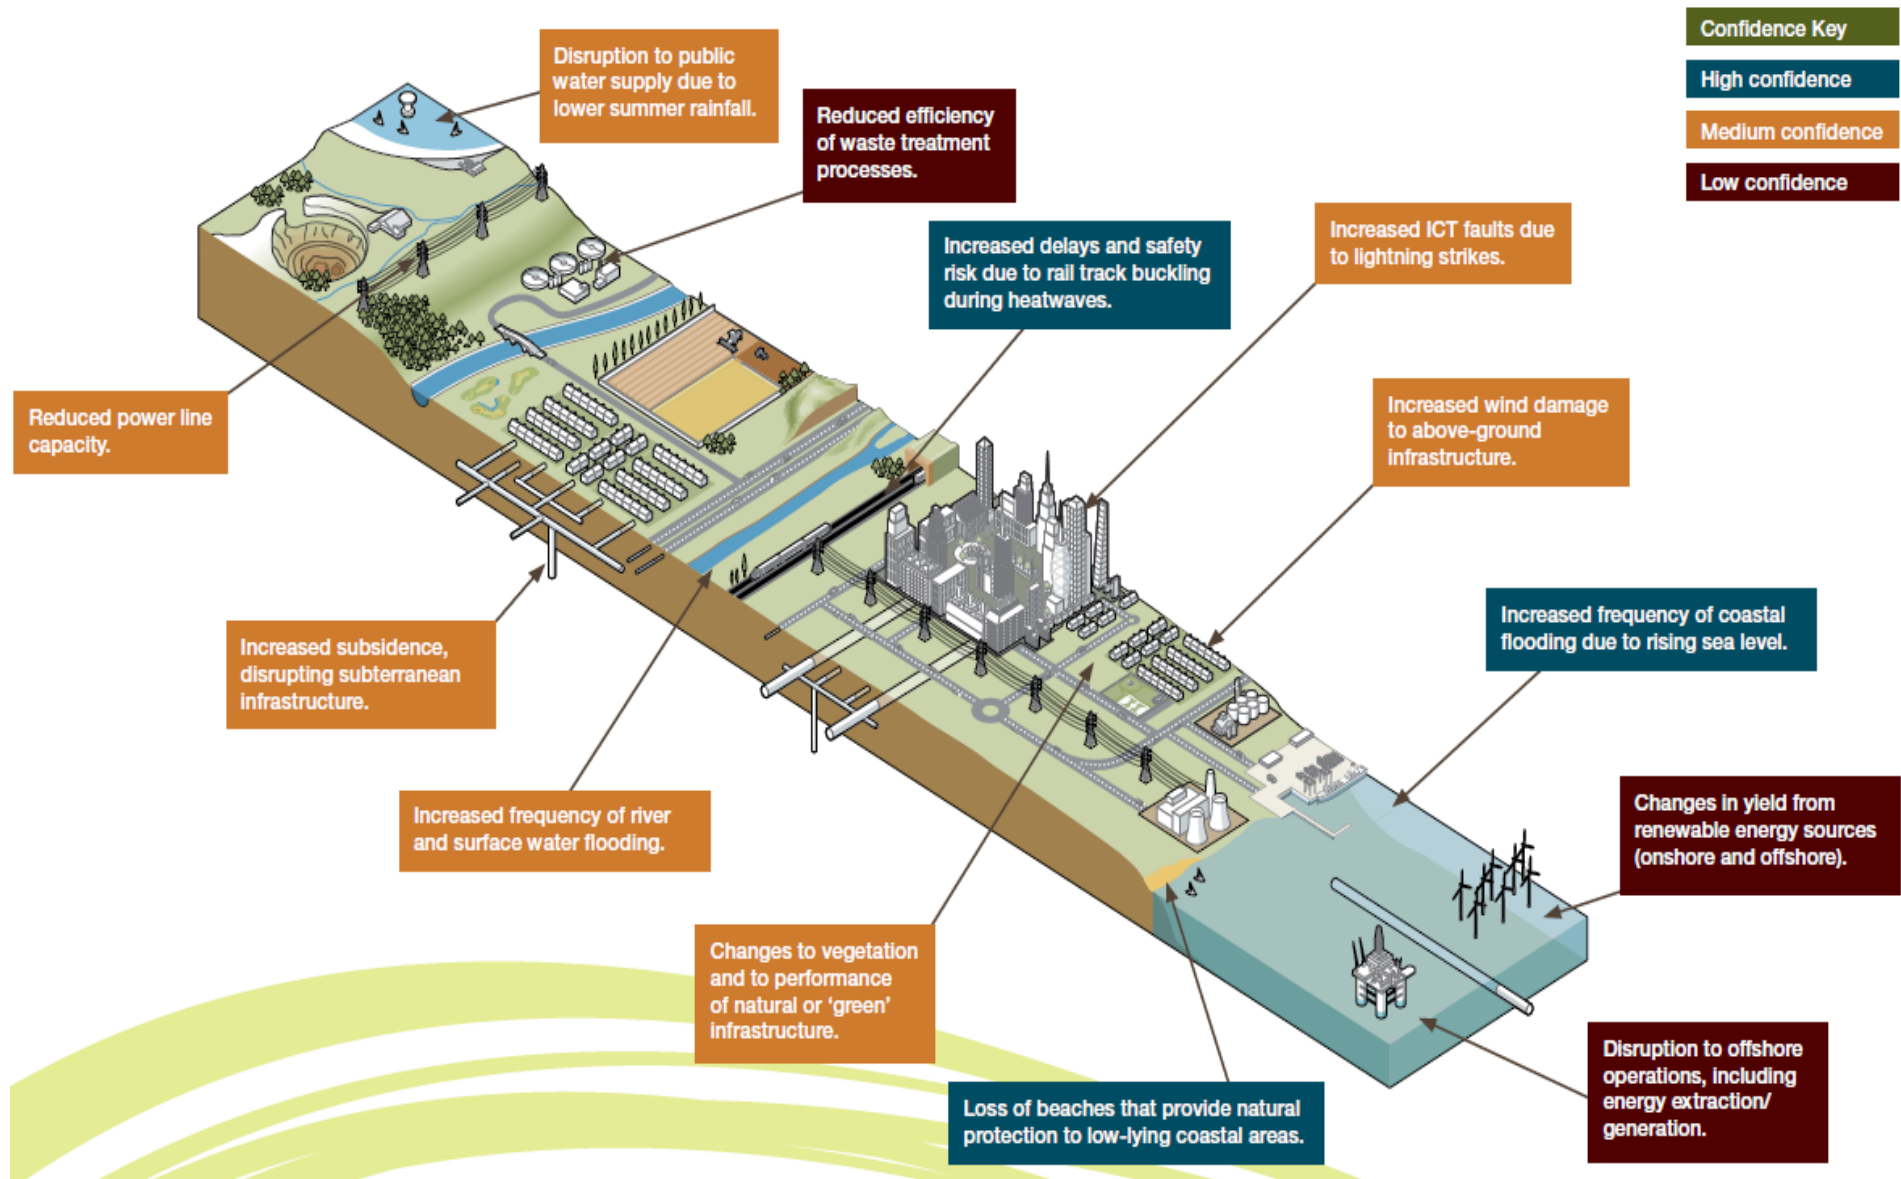 Confidence Key
High confidence
Medium confidence
Low confidence
Disruption to public
water supply due to
lower summer rainfall.
Reduced efficiency
of waste treatment
processes.
Increased delays and safety
risk due to rail track buckling
during heatwaves.
Increased ICT faults due
to lightning strikes.
Reduced power line
capacity.
Increased wind damage
to above-ground
infrastructure.
Increased subsidence,
disrupting subterranean
infrastructure.
Increased frequency of coastal
flooding due to rising sea level.
Increased frequency of river
and surface water flooding.
Changes in yield from
renewable energy sources
(onshore and offshore).
Changes to vegetation
and to performance
of natural or ‘green’
infrastructure.
Disruption to offshore
operations, including
energy extraction/
generation.
Loss of beaches that provide natural
protection to low-lying coastal areas.